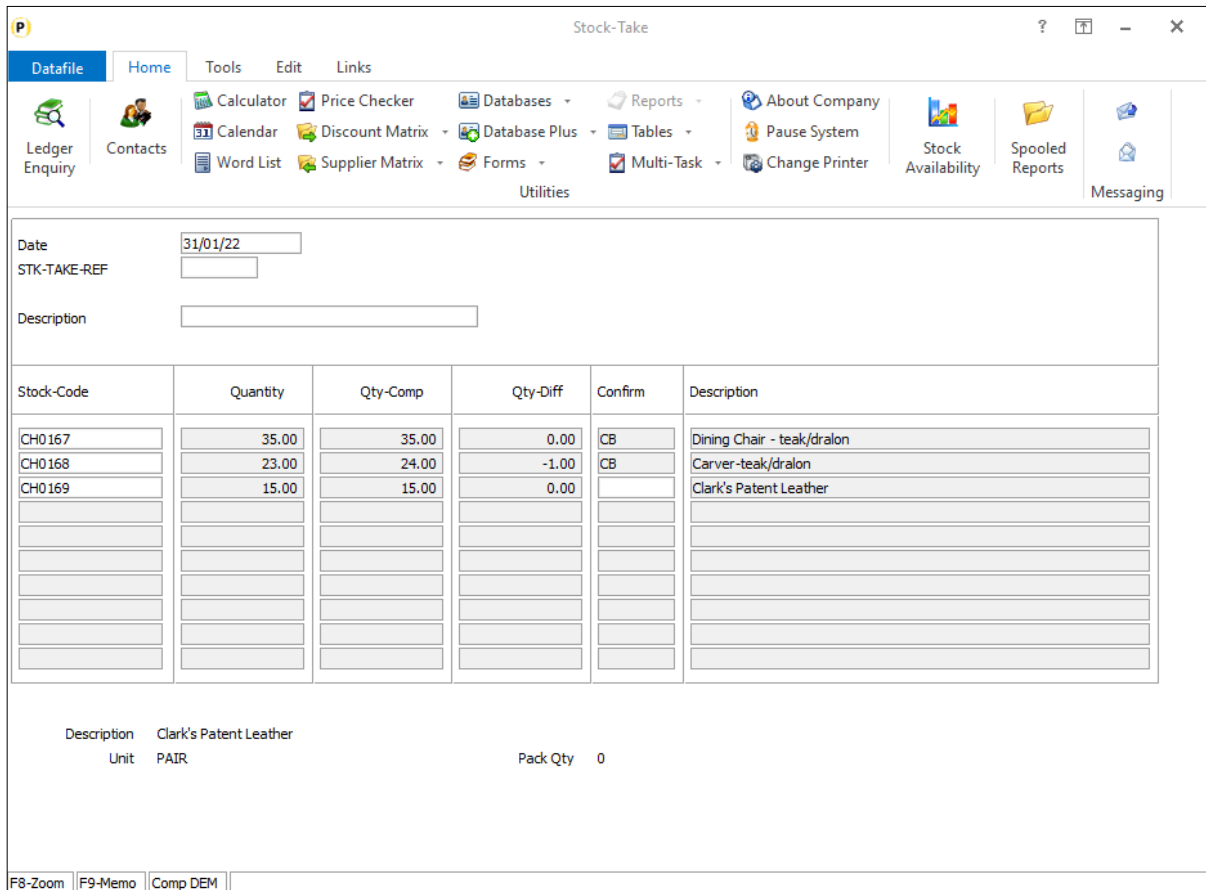 P Stock-Take ?
Datafile Home Tools Edit Links
Calculator Price Checker Databases Reports About Company
31 Calendar Discount Matrix Database Plus Tables Pause System
Word List Supplier Matrix Forms Multi-Task Change Printer
Ledger Enquiry
Contacts
Stock Availability
Spooled Reports
Utilities
Messaging
Date 31/01/22
STK-TAKE-REF
Description
Stock-Code Quantity Qty-Comp Qty-Diff Confirm Description
CH0167 35.00 35.00 0.00 CB Dining Chair - teak/dralon
CH0168 23.00 24.00 -1.00 CB Carver-teak/dralon
CH0169 15.00 15.00 0.00 Clark's Patent Leather
Description Clark's Patent Leather
Unit PAIR Pack Qty 0
F8-Zoom F9-Memo Comp DEM